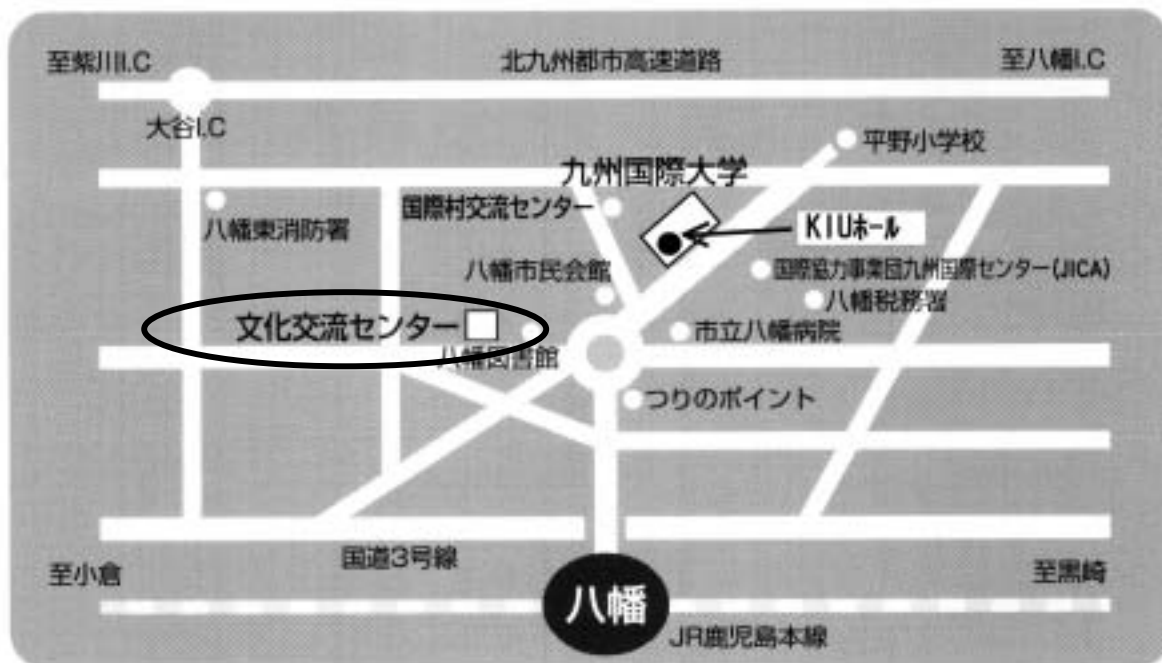 至紫川I.C
北九州都市高速道路
至八幡I.C
大谷I.C
平野小学校
九州国際大学
国際村交流センター
八幡東消防署
KIUホール
八幡市民会館
国際協力事業団九州国際センター(JICA)
八幡税務署
文化交流センター
市立八幡病院
八幡図書館
つりのポイント
国道3号線
至小倉
至黒崎
八幡
JR鹿児島本線